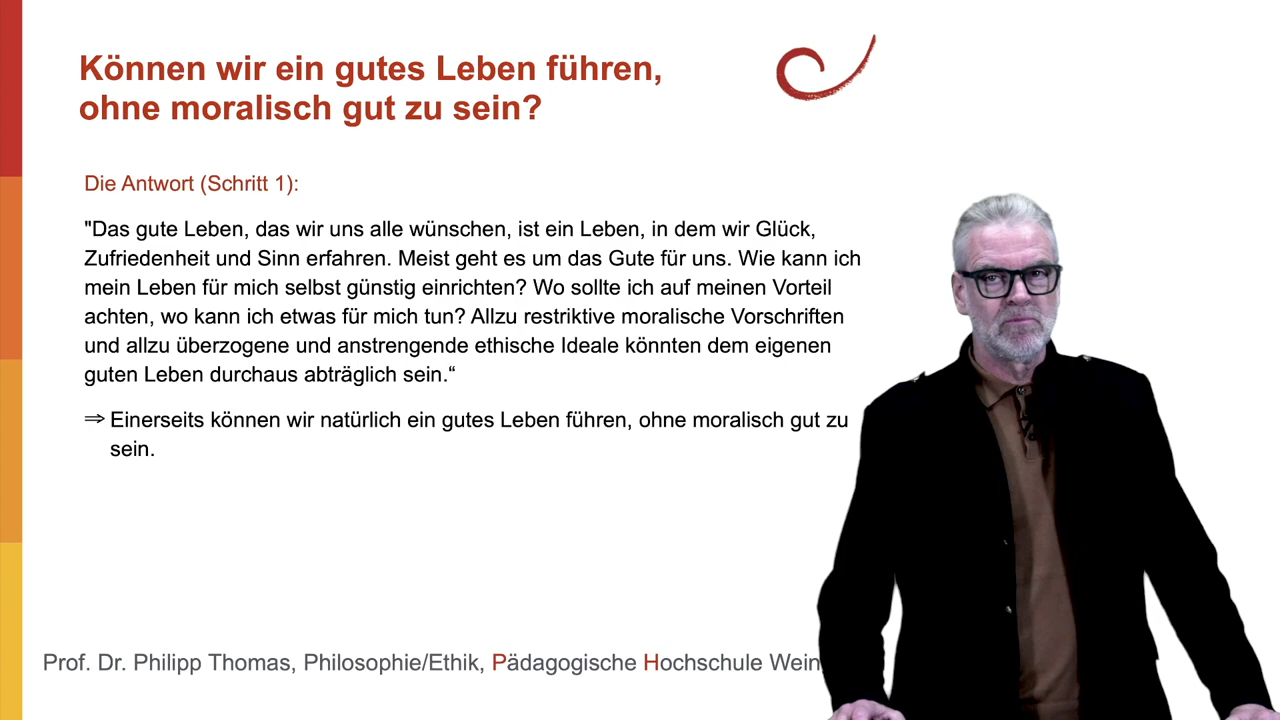 Können wir ein gutes Leben führen,
ohne moralisch gut zu sein?
Die Antwort (Schritt 1):
"Das gute Leben, das wir uns alle wünschen, ist ein Leben, in dem wir Glück,
Zufriedenheit und Sinn erfahren. Meist geht es um das Gute für uns. Wie kann ich
mein Leben für mich selbst günstig einrichten? Wo sollte ich auf meinen Vorteil
achten, wo kann ich etwas für mich tun? Allzu restriktive moralische Vorschriften
und allzu überzogene und anstrengende ethische Ideale könnten dem eigenen
guten Leben durchaus abträglich sein.“
⇒ Einerseits können wir natürlich ein gutes Leben führen, ohne moralisch gut zu
sein.
Prof. Dr. Philipp Thomas, Philosophie/Ethik, Pädagogische Hochschule Wein